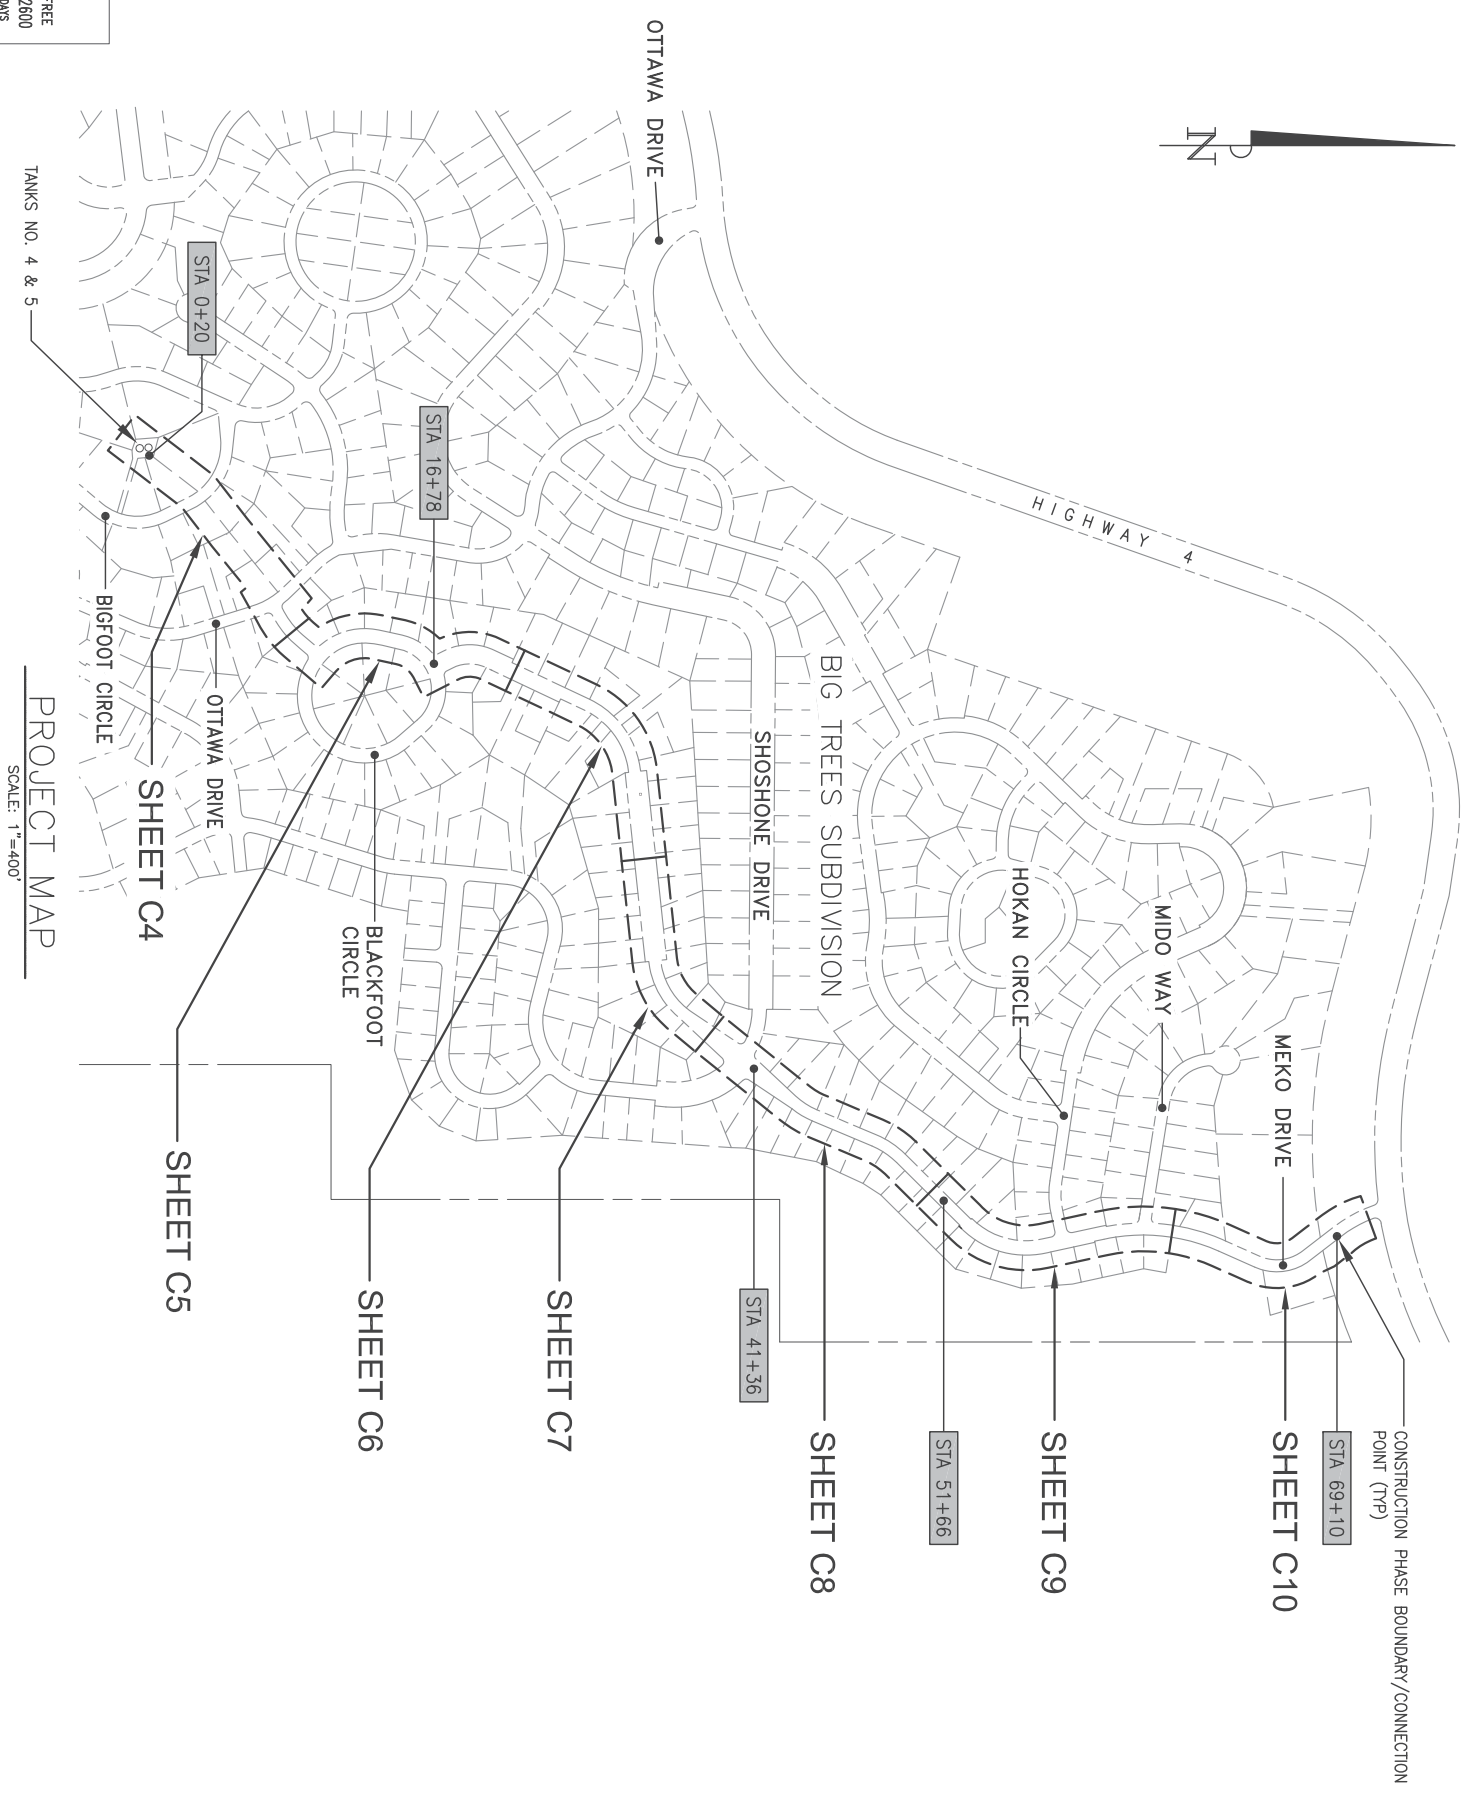 FREE
2600
DAYS
N
OTTAWA DRIVE
HIGHWAY 4
CONSTRUCTION PHASE BOUNDARY/CONNECTION
POINT (TYP)
STA 69+10
MEKO DRIVE
SHEET C10
MIDO WAY
HOKAN CIRCLE
SHEET C9
STA 51+66
BIG TREES SUBDIVISION
SHEET C8
SHOSHONE DRIVE
STA 41+36
SHEET C7
STA 16+78
BLACKFOOT
CIRCLE
SHEET C6
STA 0+20
OTTAWA DRIVE
SHEET C5
SHEET C4
BIGFOOT CIRCLE
TANKS NO. 4 & 5
PROJECT MAP
SCALE: 1"=400'